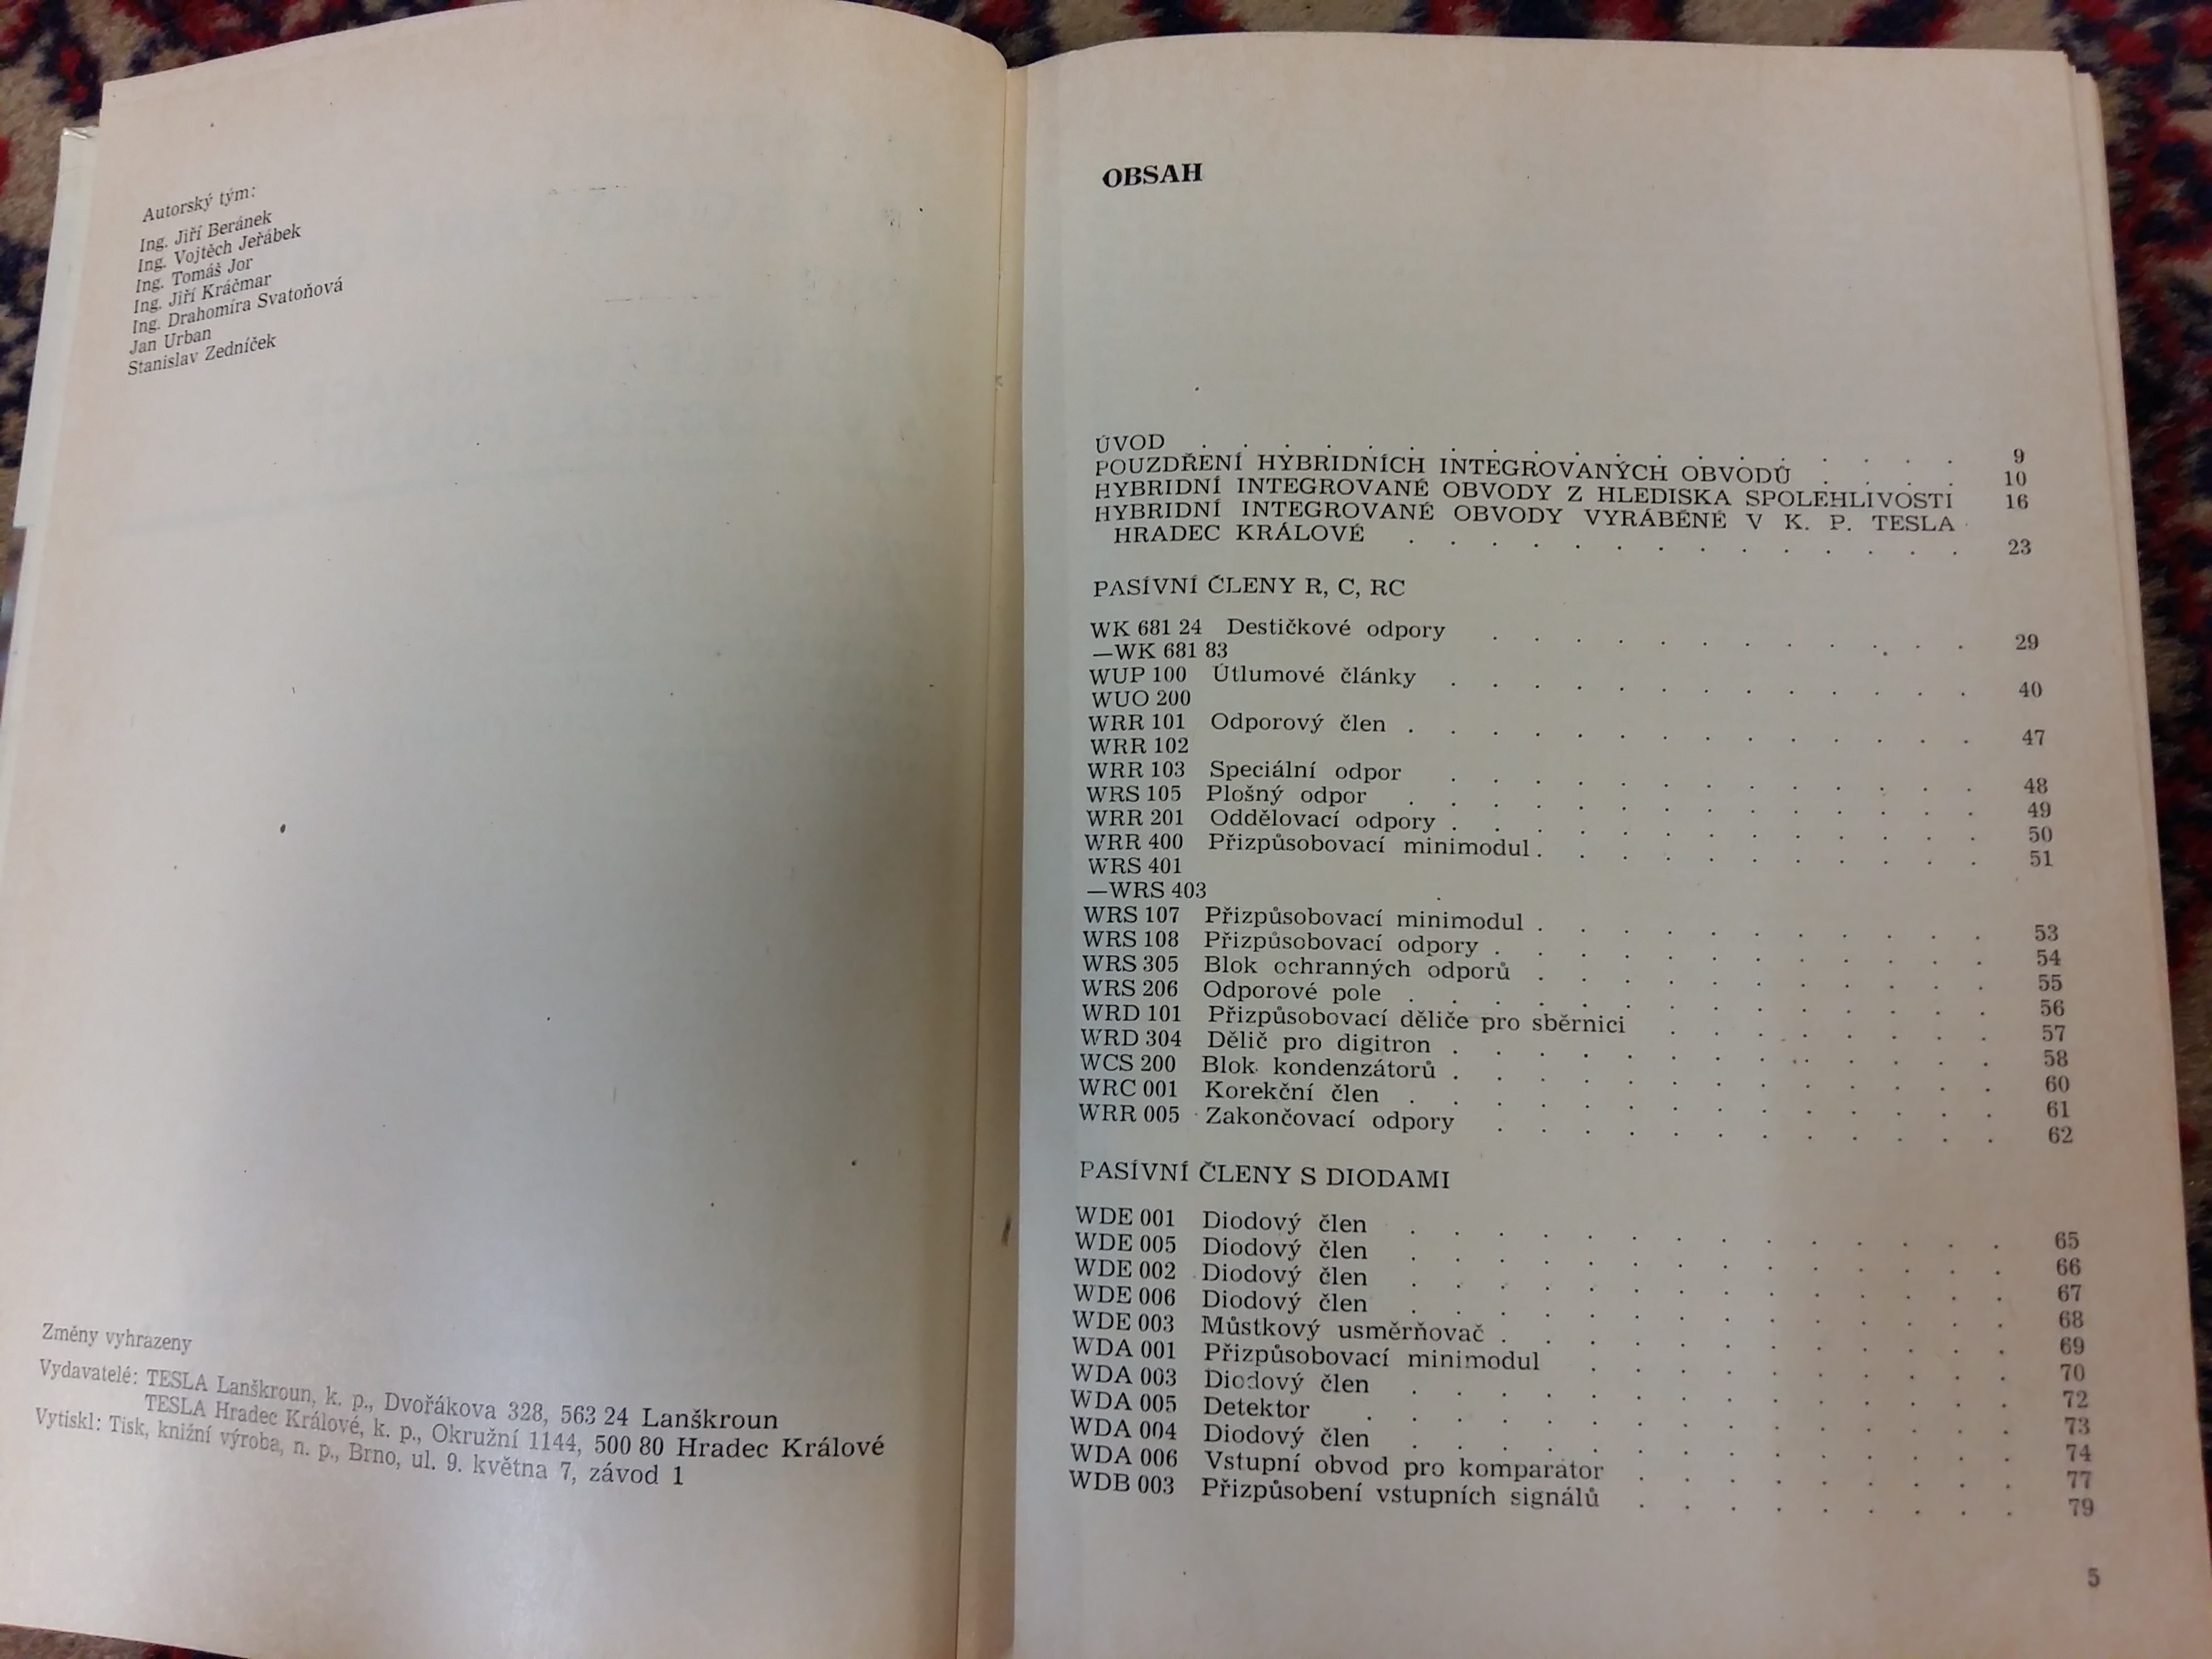 Autorský tým:
Ing. Jiří Beránek
Ing. Vojtěch Jeřábek
Ing. Tomáš Jor
Ing. Jiří Kráčmar
Ing. Drahomíra Svatoňová
Jan Urban
Stanislav Zedníček
Změny vyhrazeny
Vydavatelé: TESLA Lanškroun, k. p., Dvořákova 328, 563 24 Lanškroun
TESLA Hradec Králové, k. p., Okružní 1144, 500 80 Hradec Králové
Vytiskl: Tisk, knižní výroba, n. p., Brno, ul. 9. května 7, závod 1
OBSAH
ÚVOD . . . . . . . . . . . . . . . . . . . 9
POUZDŘENÍ HYBRIDNÍCH INTEGROVANÝCH OBVODŮ . . . . 10
HYBRIDNÍ INTEGROVANÉ OBVODY Z HLEDISKA SPOLEHLIVOSTI 16
HYBRIDNÍ INTEGROVANÉ OBVODY VYRÁBĚNÉ V K. P. TESLA
HRADEC KRÁLOVÉ . . . . . . . . . . . . . . 23
PASÍVNÍ ČLENY R, C, RC
WK 681 24 Destičkové odpory . . . . . . . . . . . . 29
—WK 681 83
WUP 100 Útlumové články . . . . . . . . . . . . . 40
WUO 200
WRR 101 Odporový člen . . . . . . . . . . . . . . 47
WRR 102
WRR 103 Speciální odpor . . . . . . . . . . . . . 48
WRS 105 Plošný odpor . . . . . . . . . . . . . . 49
WRR 201 Oddělovací odpory . . . . . . . . . . . . . 50
WRR 400 Přizpůsobovací minimodul . . . . . . . . . . . 51
WRS 401
—WRS 403
WRS 107 Přizpůsobovací minimodul . . . . . . . . . . . 53
WRS 108 Přizpůsobovací odpory . . . . . . . . . . . . 54
WRS 305 Blok ochranných odporů . . . . . . . . . . . 55
WRS 206 Odporové pole . . . . . . . . . . . . . . 56
WRD 101 Přizpůsobovací děliče pro sběrnici . . . . . . . . 57
WRD 304 Dělič pro digitron . . . . . . . . . . . . . 58
WCS 200 Blok kondenzátorů . . . . . . . . . . . . . 60
WRC 001 Korekční člen . . . . . . . . . . . . . . 61
WRR 005 Zakončovací odpory . . . . . . . . . . . . 62
PASÍVNÍ ČLENY S DIODAMI
WDE 001 Diodový člen . . . . . . . . . . . . . . 65
WDE 005 Diodový člen . . . . . . . . . . . . . . 66
WDE 002 Diodový člen . . . . . . . . . . . . . . 67
WDE 006 Diodový člen . . . . . . . . . . . . . . 68
WDE 003 Můstkový usměrňovač . . . . . . . . . . . . 69
WDA 001 Přizpůsobovací minimodul . . . . . . . . . . 70
WDA 003 Diodový člen . . . . . . . . . . . . . . 72
WDA 005 Detektor . . . . . . . . . . . . . . . 73
WDA 004 Diodový člen . . . . . . . . . . . . . . 74
WDA 006 Vstupní obvod pro komparátor . . . . . . . . . 77
WDB 003 Přizpůsobení vstupních signálů . . . . . . . . . 79
5